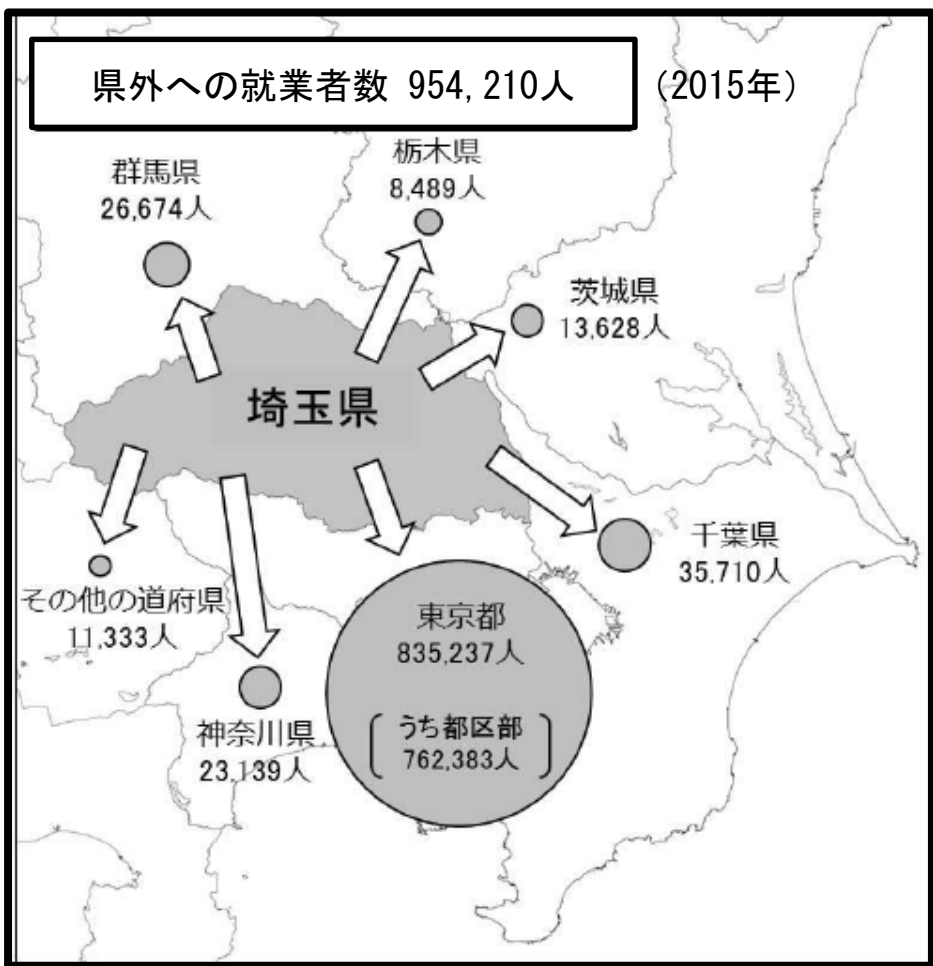 県外への就業者数 954,210人
(2015年)
栃木県
8,489人
群馬県
26,674人
茨城県
13,628人
埼玉県
千葉県
35,710人
その他の道府県
11,333人
東京都
835,237人
うち都区部
762,383人
神奈川県
23,139人